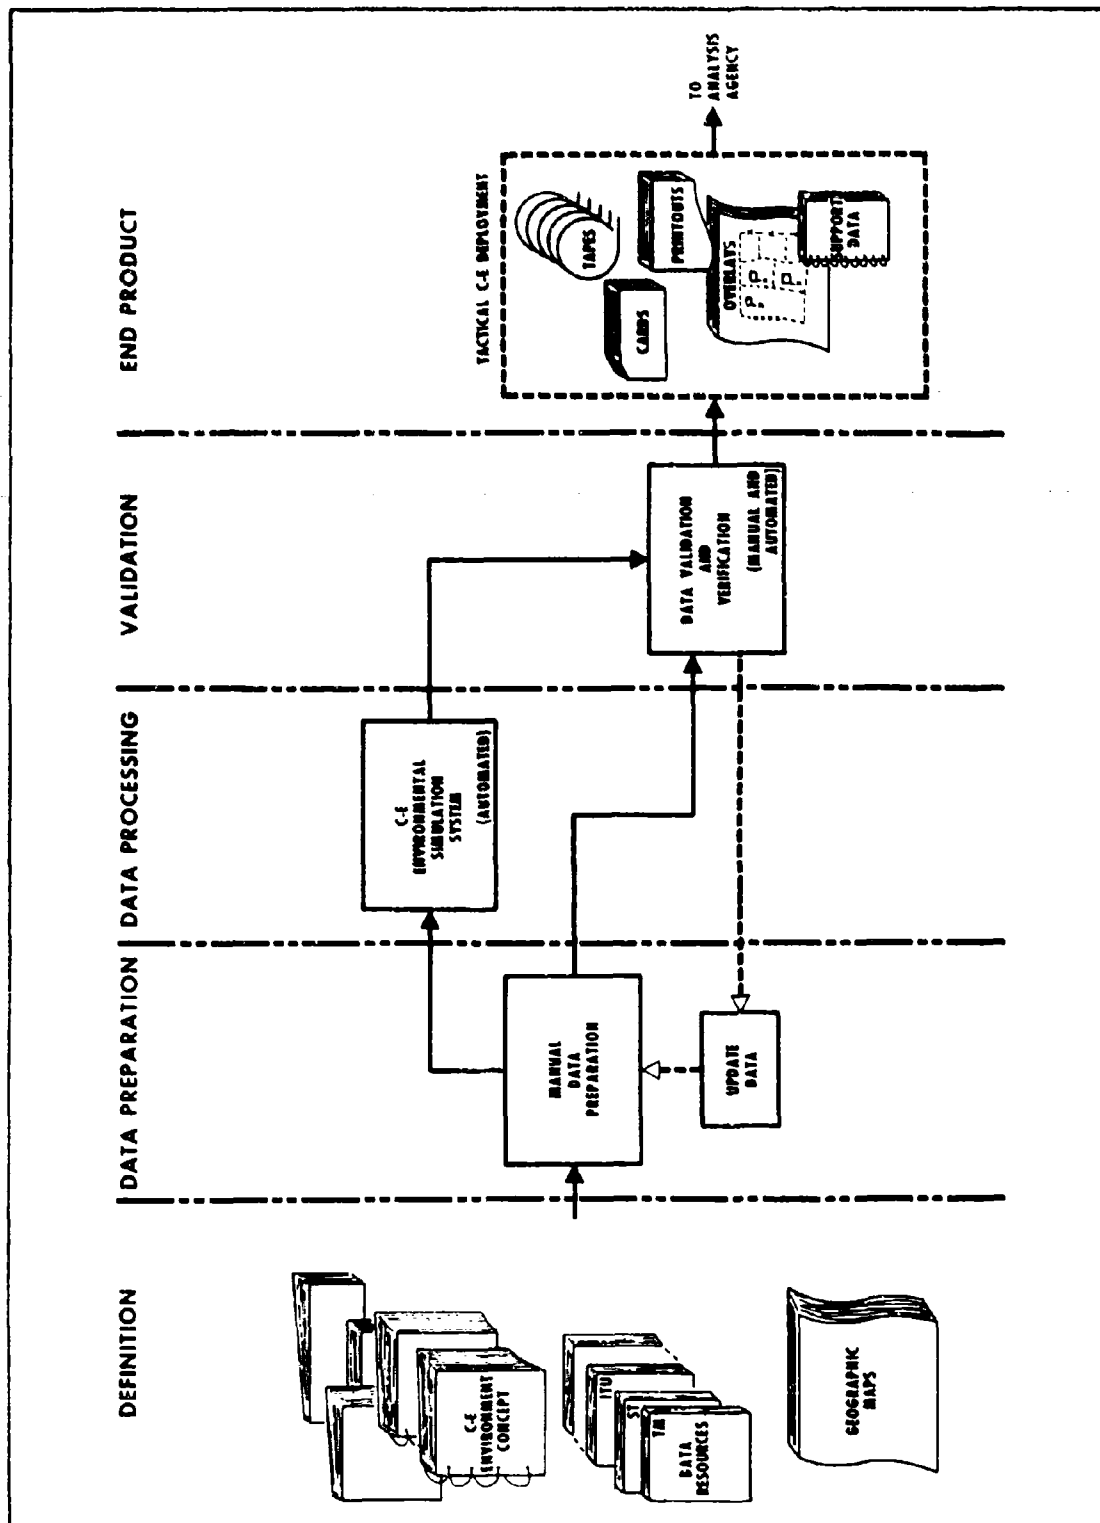 DEFINITION
DATA PREPARATION
DATA PROCESSING
VALIDATION
END PRODUCT
C-E
ENVIRONMENT
CONCEPT
ITU
ST
TM
DATA
RESOURCES
GEOGRAPHIC
MAPS
MANUAL
DATA
PREPARATION
UPDATE
DATA
C-E
ENVIRONMENTAL
SIMULATION
SYSTEM
(AUTOMATED)
DATA VALIDATION
AND
VERIFICATION
(MANUAL AND
AUTOMATED)
TACTICAL C-E DEPLOYMENT
TAPES
CARDS
PRINTOUTS
OVERLAYS
P.
P.
P.
SUPPORT
DATA
TO
ANALYSIS
AGENCY